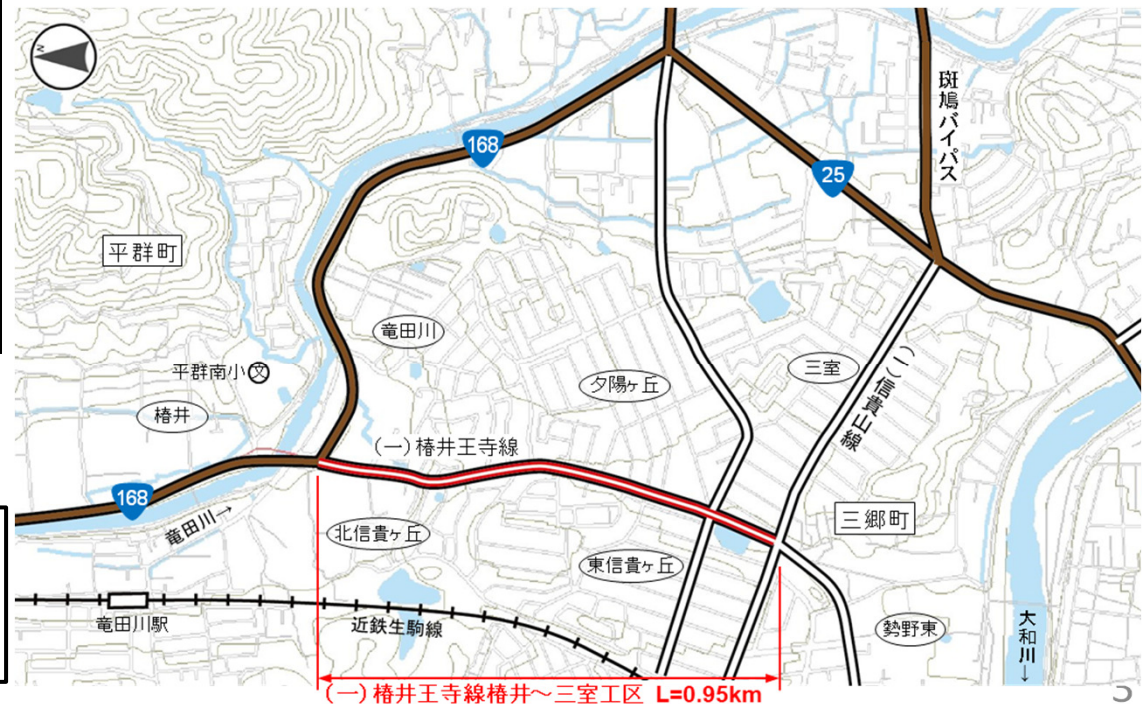 N
斑鳩バイパス
168
25
平群町
竜田川
平群南小
文
夕陽ヶ丘
三室
椿井
(一)椿井王寺線
(一)信貴山線
168
竜田川→
北信貴ヶ丘
三郷町
東信貴ヶ丘
竜田川駅
近鉄生駒線
勢野東
大和川→
(一)椿井王寺線椿井～三室工区 L=0.95km